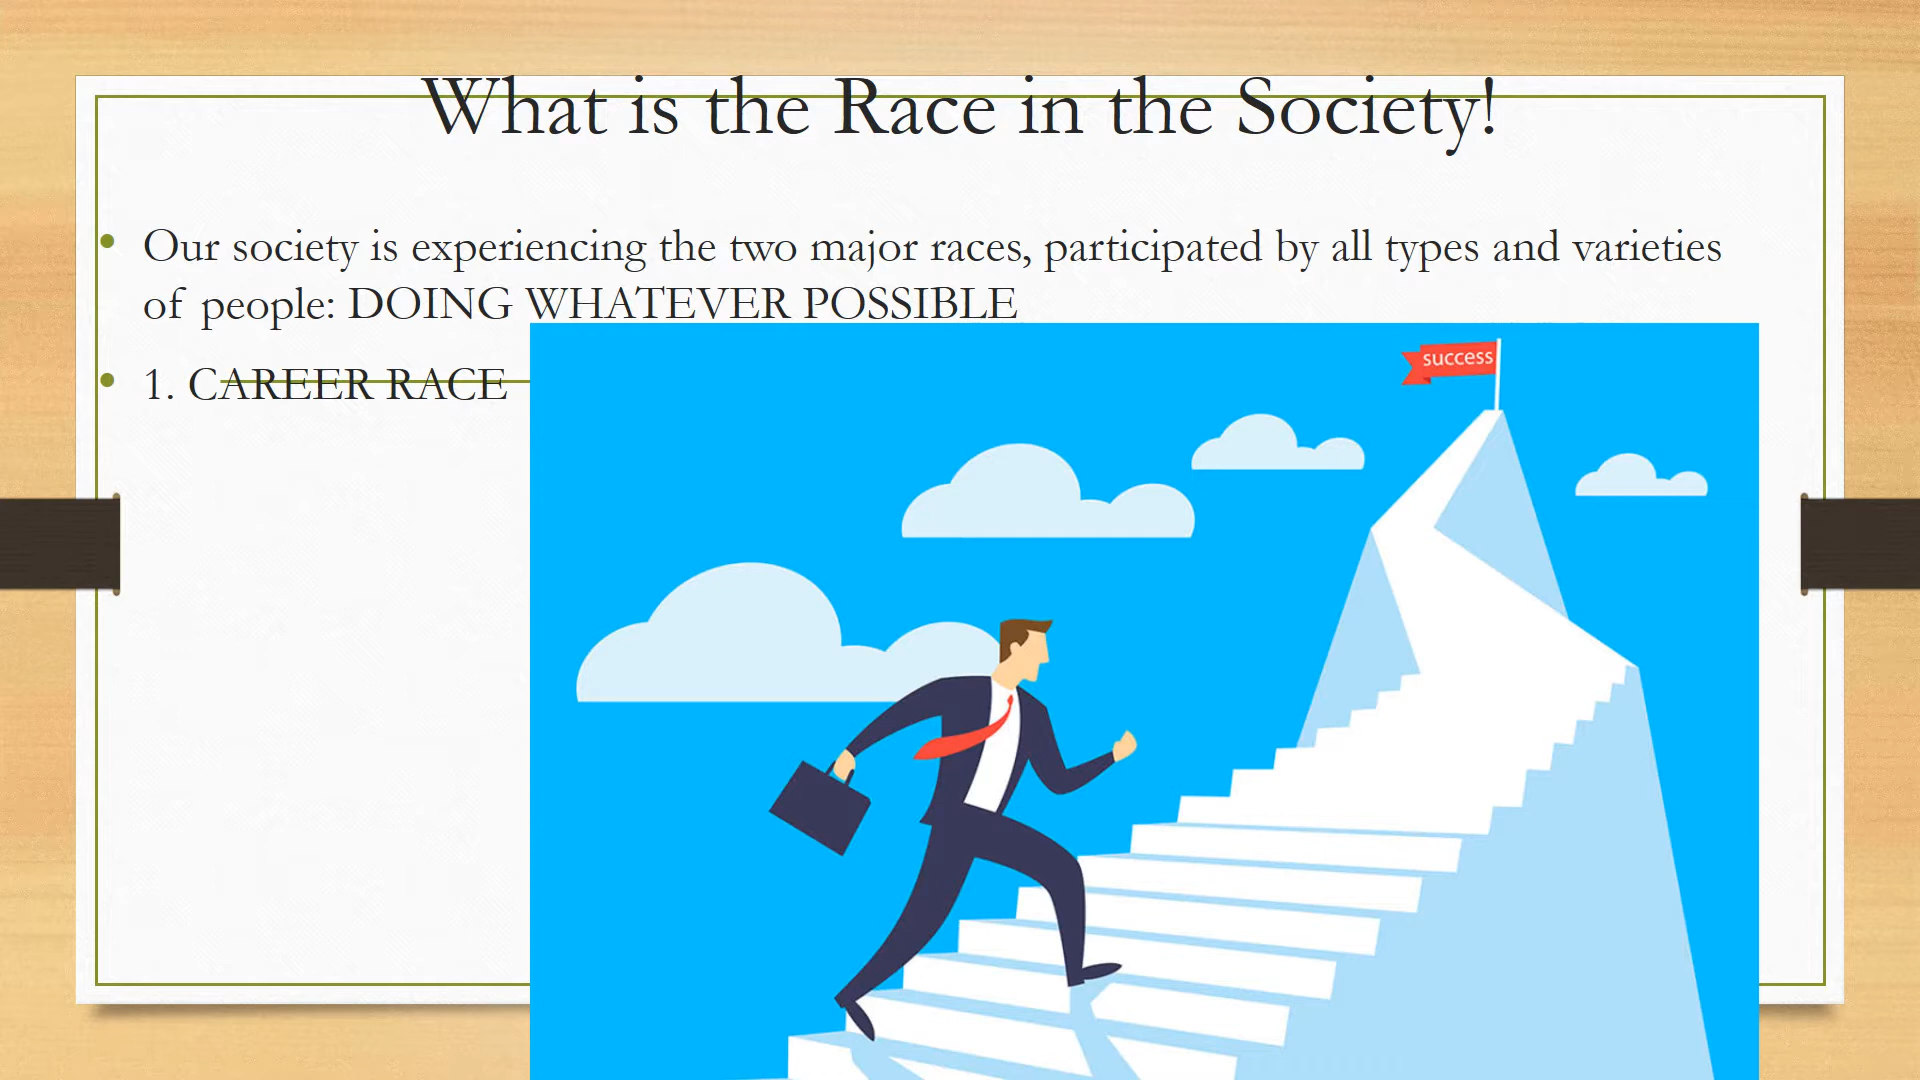 What is the Race in the Society!
Our society is experiencing the two major races, participated by all types and varieties
of people: DOING WHATEVER POSSIBLE
1. CAREER RACE
success